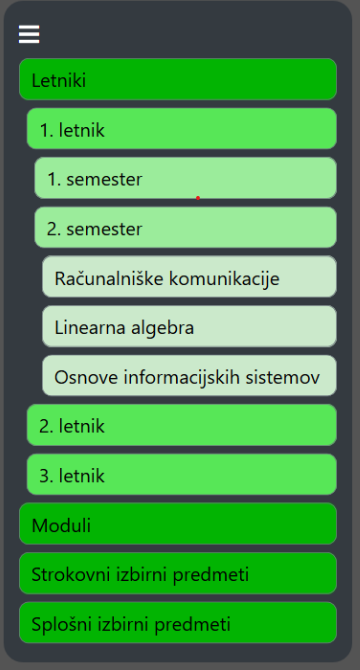 Letniki
1. letnik
1. semester
2. semester
Računalniške komunikacije
Linearna algebra
Osnove informacijskih sistemov
2. letnik
3. letnik
Moduli
Strokovni izbirni predmeti
Splošni izbirni predmeti